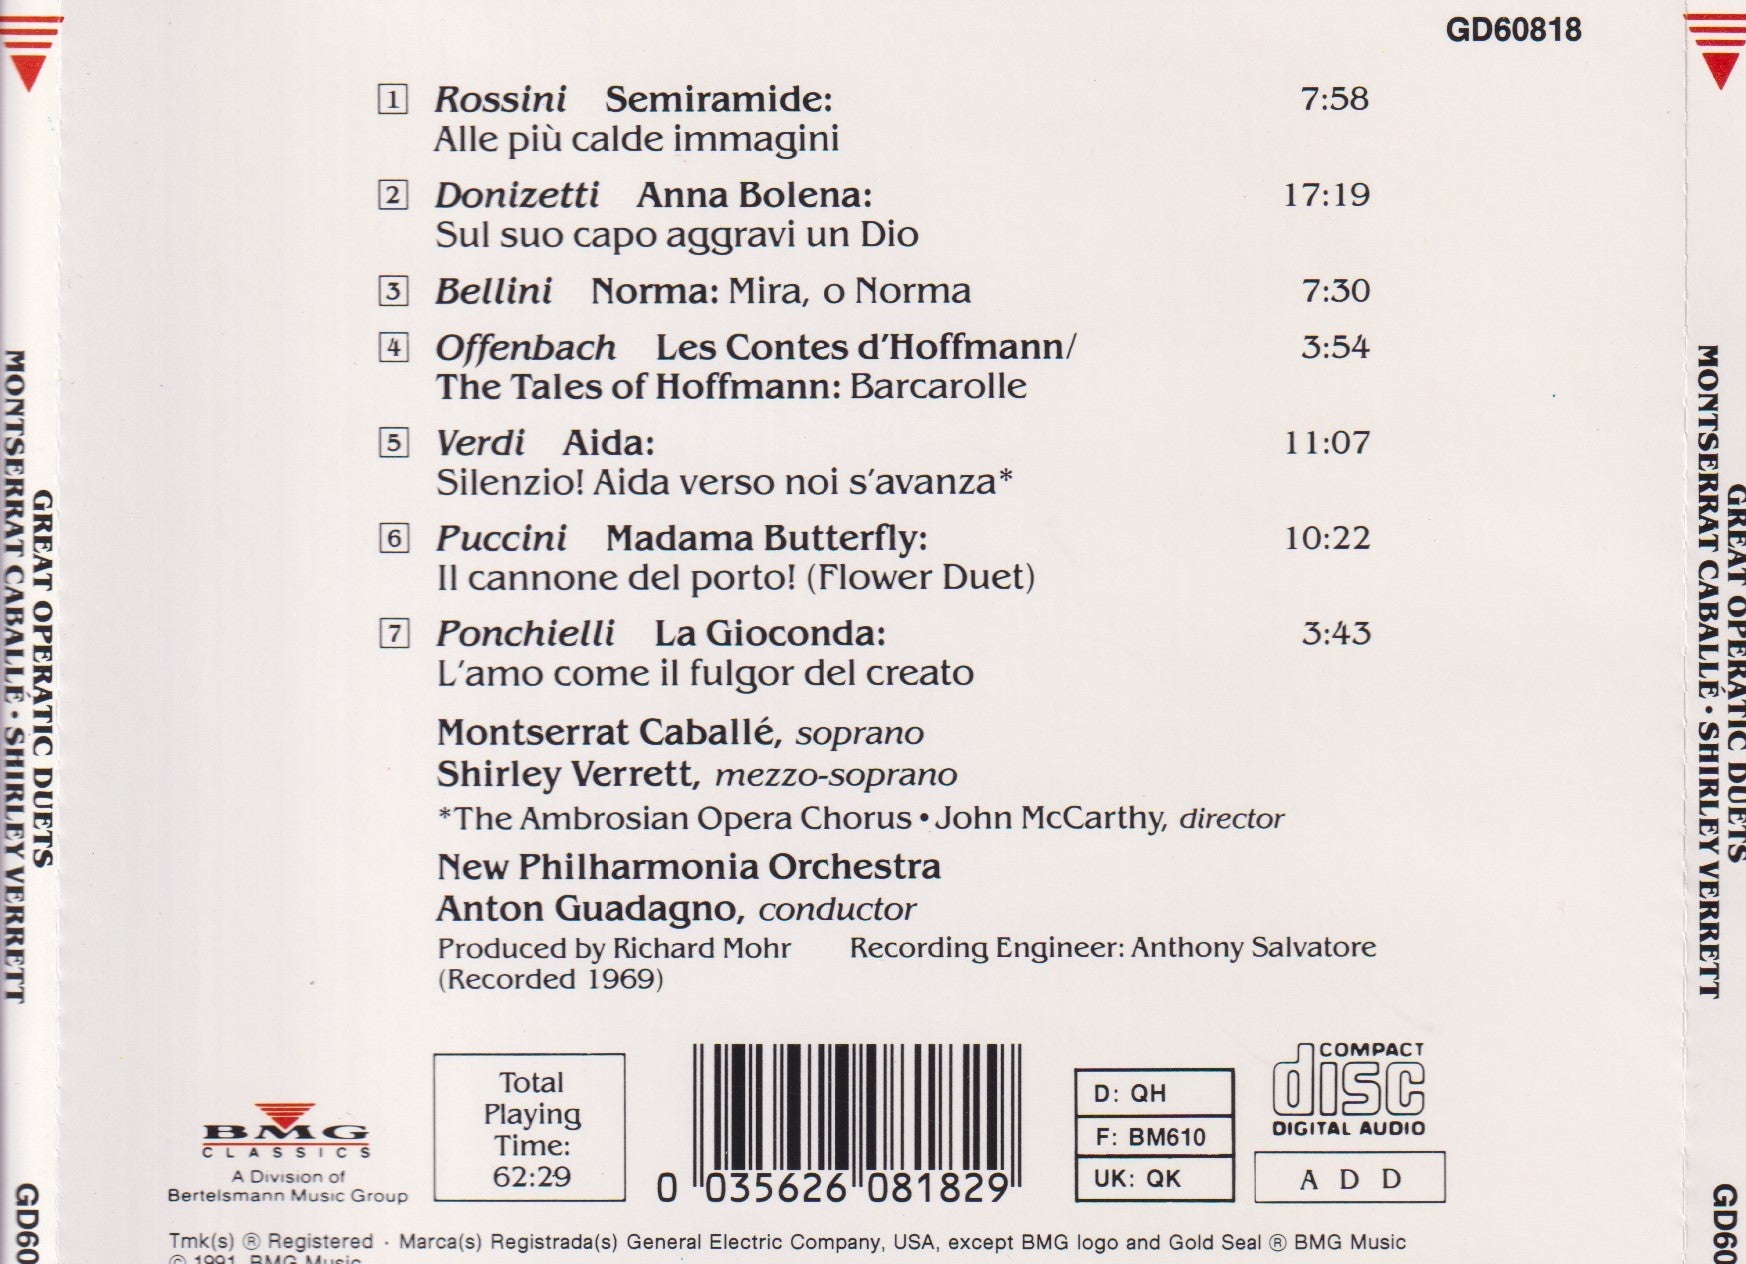 GD60818
1 Rossini Semiramide: 7:58
Alle più calde immagini
2 Donizetti Anna Bolena: 17:19
Sul suo capo aggravi un Dio
3 Bellini Norma: Mira, o Norma 7:30
4 Offenbach Les Contes d'Hoffmann/ 3:54
The Tales of Hoffmann: Barcarolle
5 Verdi Aida: 11:07
Silenzio! Aida verso noi s'avanza*
6 Puccini Madama Butterfly: 10:22
Il cannone del porto! (Flower Duet)
7 Ponchielli La Gioconda: 3:43
L'amo come il fulgor del creato
Montserrat Caballé, soprano
Shirley Verrett, mezzo-soprano
*The Ambrosian Opera Chorus • John McCarthy, director
New Philharmonia Orchestra
Anton Guadagno, conductor
Produced by Richard Mohr Recording Engineer: Anthony Salvatore
(Recorded 1969)
BMG
CLASSICS
A Division of
Bertelsmann Music Group
Total
Playing
Time:
62:29
0 035626 081829
D: QH
F: BM610
UK: QK
COMPACT
disc
DIGITAL AUDIO
A D D
Tmk(s) ® Registered · Marca(s) Registrada(s) General Electric Company, USA, except BMG logo and Gold Seal ® BMG Music
© 1991, BMG Music
GREAT OPERATIC DUETS
MONTSERRAT CABALLÉ · SHIRLEY VERRETT
GD60
GREAT OPERATIC DUETS
MONTSERRAT CABALLÉ · SHIRLEY VERRETT
GD60